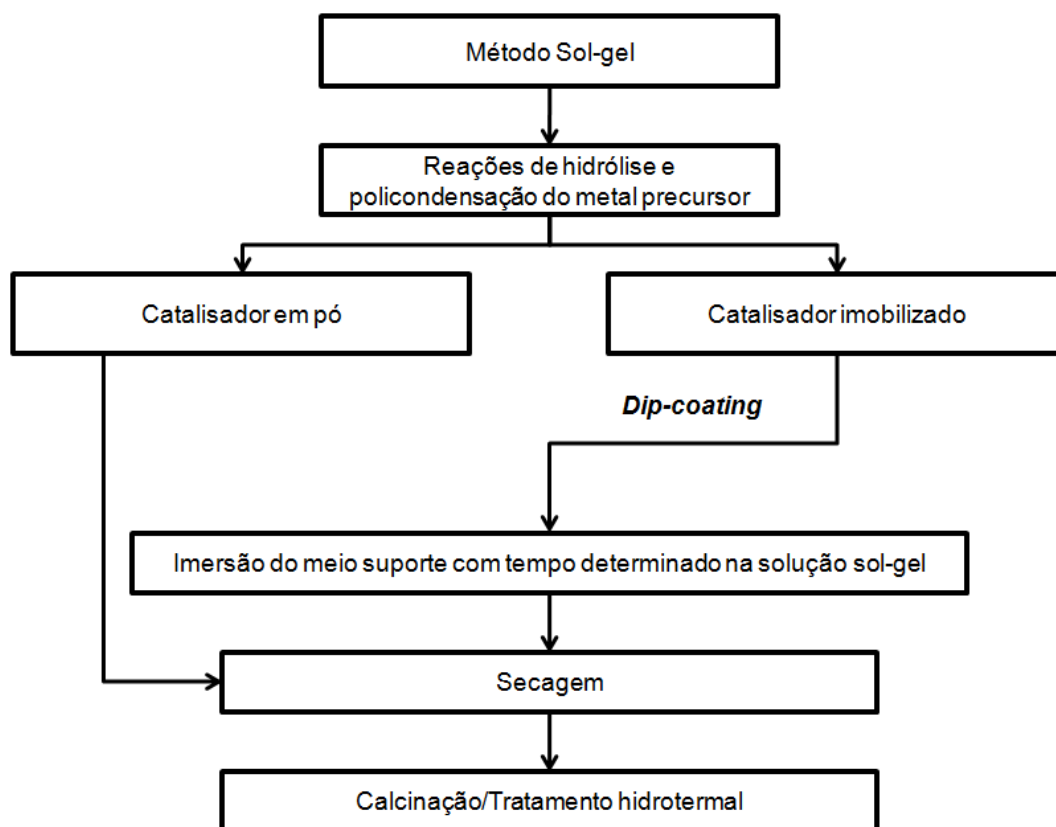 Método Sol-gel
Reações de hidrólise e
policondensação do metal precursor
Catalisador em pó
Catalisador imobilizado
Dip-coating
Imersão do meio suporte com tempo determinado na solução sol-gel
Secagem
Calcinação/Tratamento hidrotermal